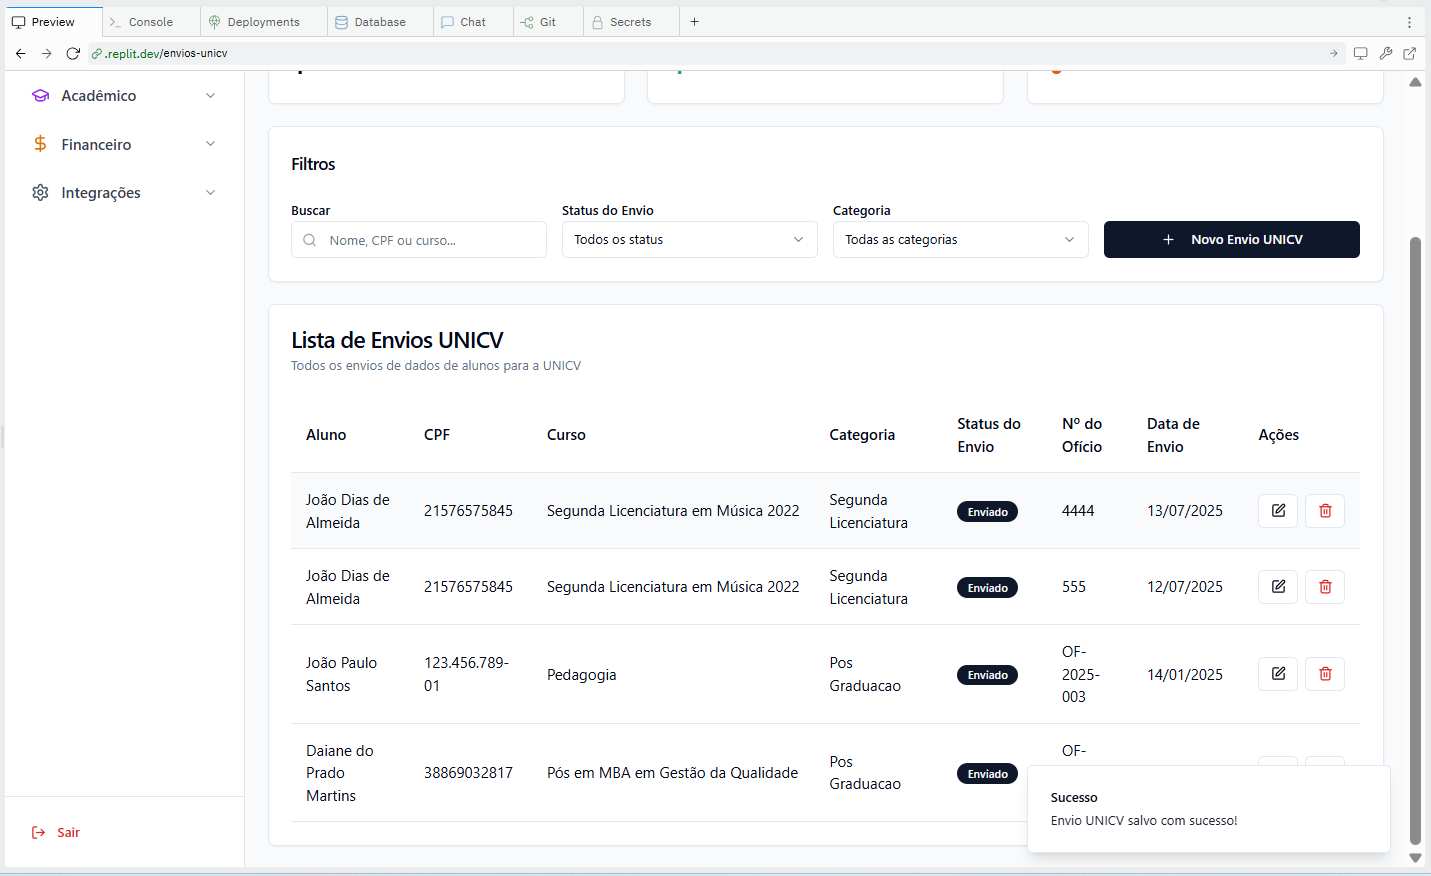 Preview
Console
Deployments
Database
Chat
Git
Secrets
.replit.dev/envios-unicv
Acadêmico
Financeiro
Integrações
Sair
Filtros
Buscar
Nome, CPF ou curso...
Status do Envio
Todos os status
Categoria
Todas as categorias
+ Novo Envio UNICV
Lista de Envios UNICV
Todos os envios de dados de alunos para a UNICV
Aluno
CPF
Curso
Categoria
Status do
Envio
Nº do
Ofício
Data de
Envio
Ações
João Dias de
Almeida
21576575845
Segunda Licenciatura em Música 2022
Segunda
Licenciatura
Enviado
4444
13/07/2025
João Dias de
Almeida
21576575845
Segunda Licenciatura em Música 2022
Segunda
Licenciatura
Enviado
555
12/07/2025
João Paulo
Santos
123.456.789-
01
Pedagogia
Pos
Graduacao
Enviado
OF-
2025-
003
14/01/2025
Daiane do
Prado
Martins
38869032817
Pós em MBA em Gestão da Qualidade
Pos
Graduacao
Enviado
OF-
Sucesso
Envio UNICV salvo com sucesso!